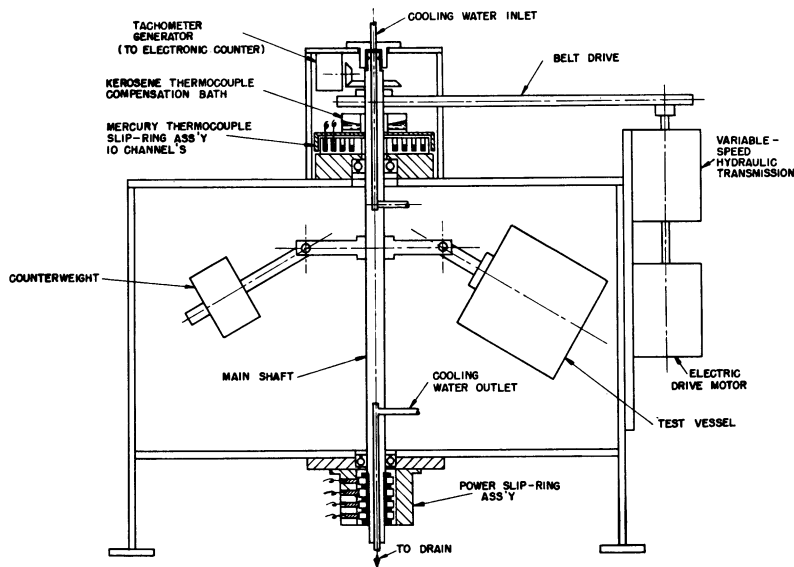 COOLING WATER INLET
TACHOMETER
GENERATOR
(TO ELECTRONIC COUNTER)
BELT DRIVE
KEROSENE THERMOCOUPLE
COMPENSATION BATH
MERCURY THERMOCOUPLE
SLIP-RING ASS'Y
10 CHANNEL'S
VARIABLE-
SPEED
HYDRAULIC
TRANSMISSION
COUNTERWEIGHT
MAIN SHAFT
COOLING
WATER OUTLET
ELECTRIC
DRIVE MOTOR
TEST VESSEL
POWER SLIP-RING
ASS'Y
TO DRAIN